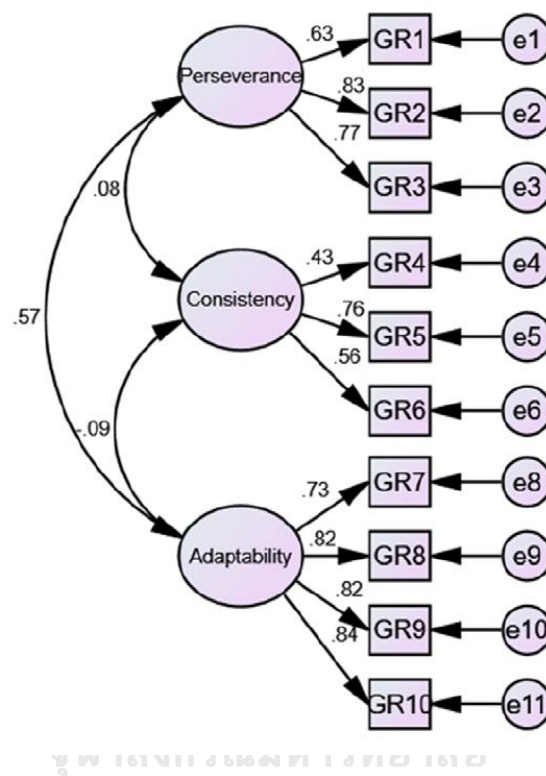 .63 GR1 e1
Perseverance
.83 GR2 e2
.77
GR3 e3
.08
.43 GR4 e4
Consistency
.76
.57 GR5 e5
.56
GR6 e6
-.09
.73 GR7 e8
Adaptability .82 GR8 e9
.82
GR9 e10
.84
GR10 e11